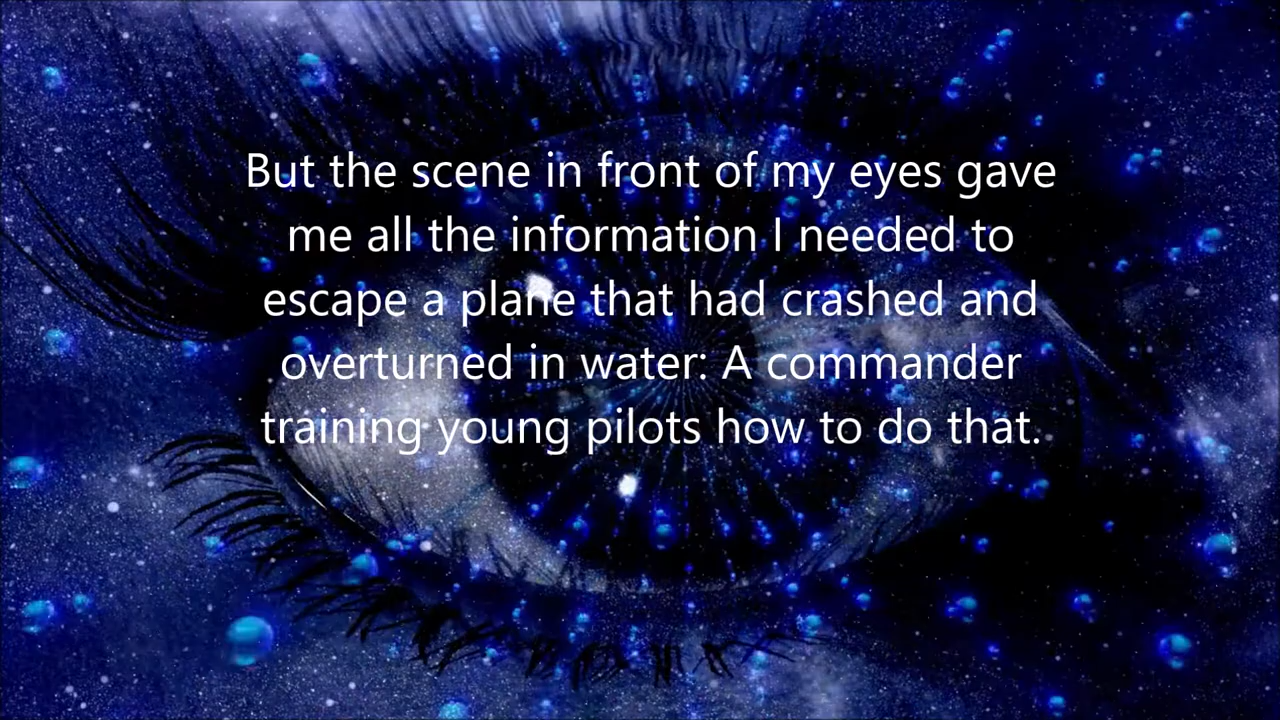 But the scene in front of my eyes gave
me all the information I needed to
escape a plane that had crashed and
overturned in water: A commander
training young pilots how to do that.